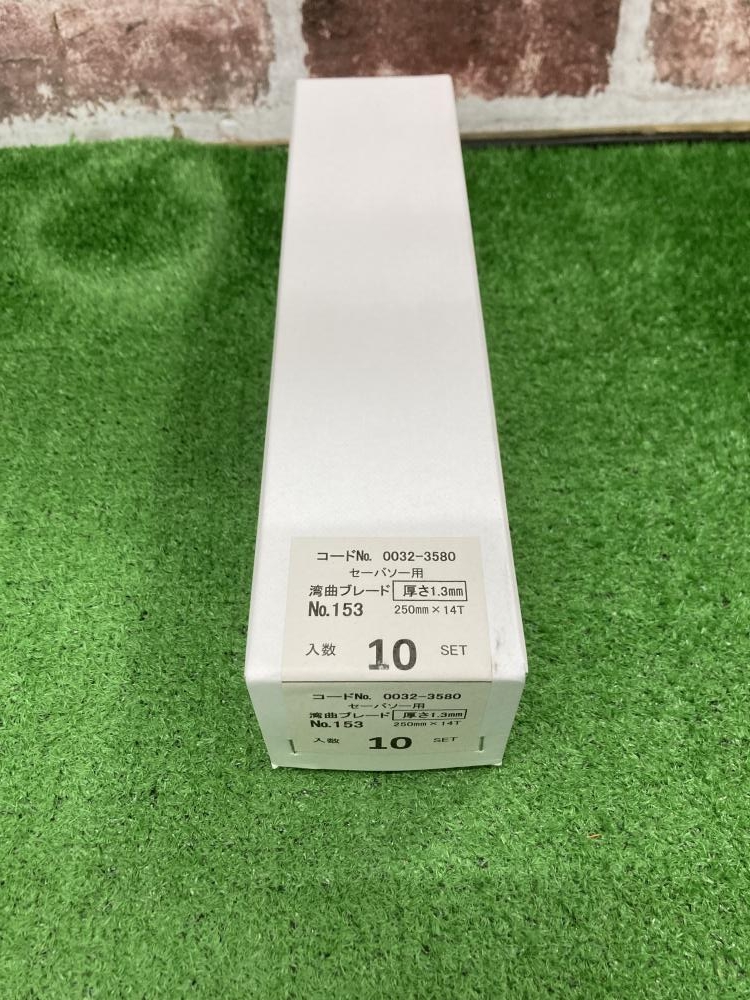 コードNo. 0032-3580
セーバソー用
湾曲ブレード 厚さ1.3mm
No.153 250mm×14T
入数 10 SET
コードNo. 0032-3580
セーバソー用
湾曲ブレード 厚さ1.3mm
No.153 250mm×14T
入数 10 SET